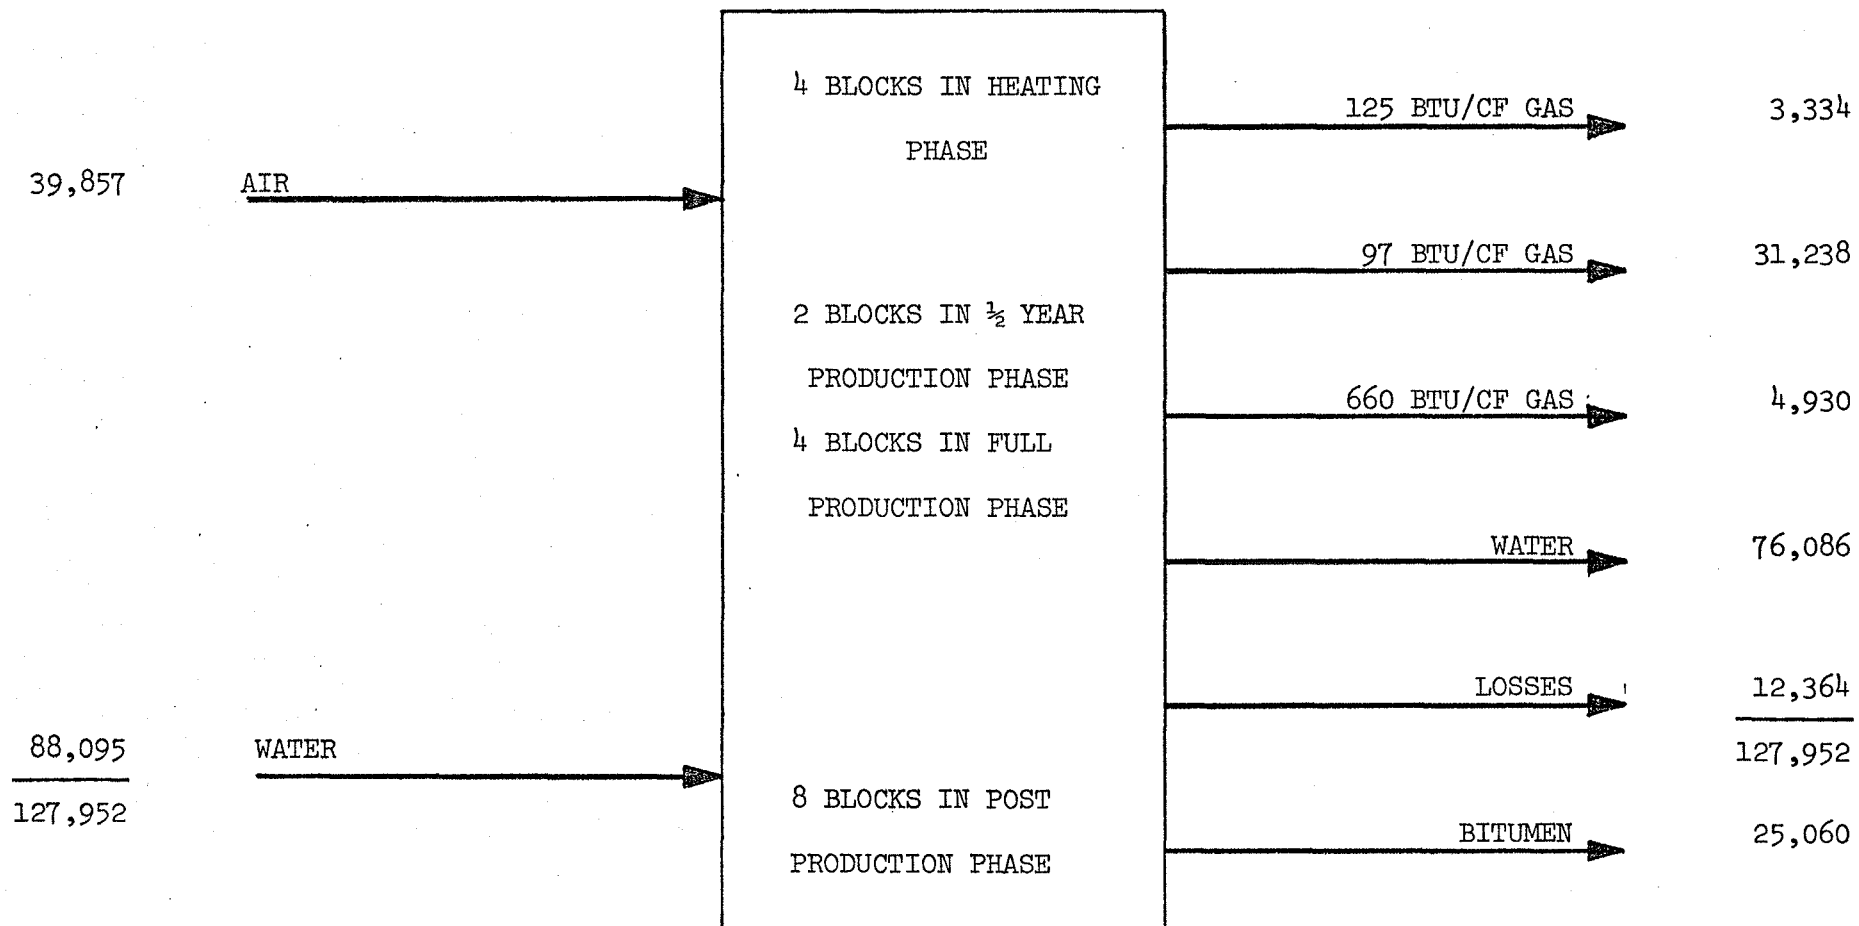 39,857 AIR
88,095 WATER
127,952
4 BLOCKS IN HEATING
PHASE
2 BLOCKS IN ½ YEAR
PRODUCTION PHASE
4 BLOCKS IN FULL
PRODUCTION PHASE
8 BLOCKS IN POST
PRODUCTION PHASE
125 BTU/CF GAS 3,334
97 BTU/CF GAS 31,238
660 BTU/CF GAS 4,930
WATER 76,086
LOSSES 12,364
127,952
BITUMEN 25,060